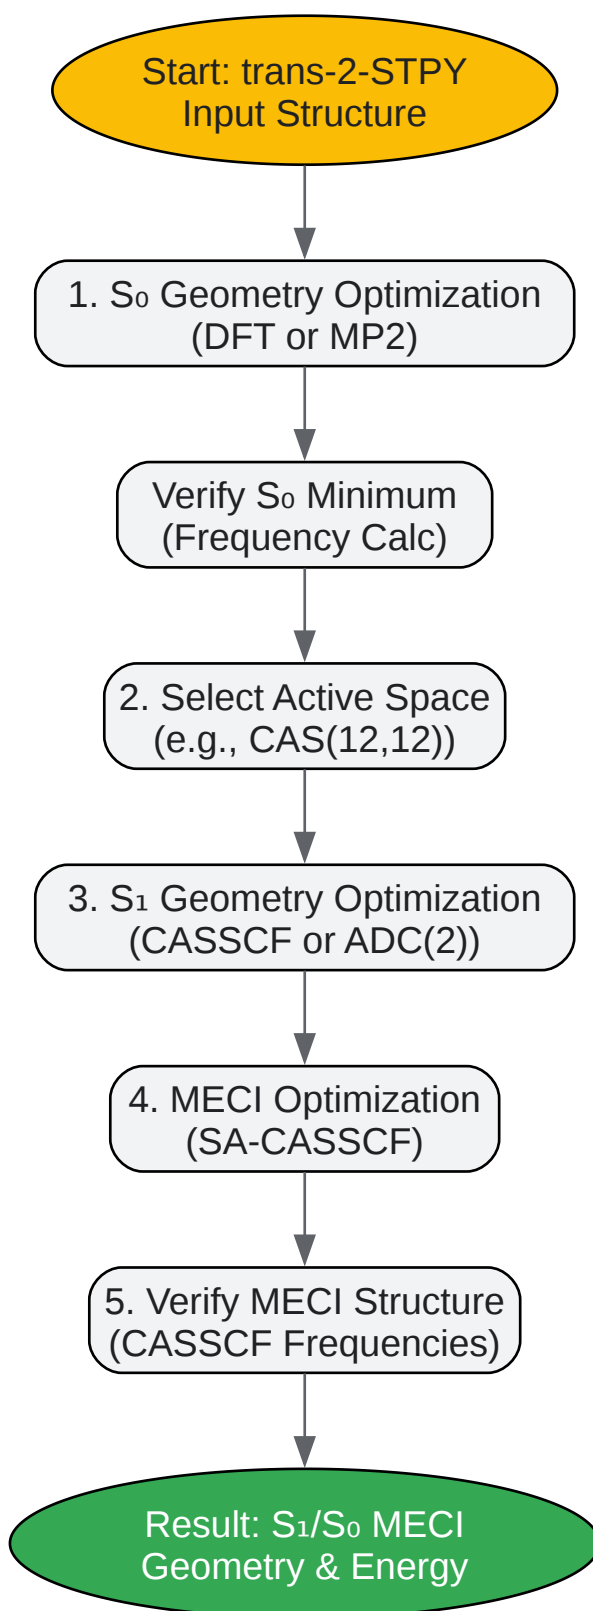 Start: trans-2-STPY
Input Structure
1. S₀ Geometry Optimization
(DFT or MP2)
Verify S₀ Minimum
(Frequency Calc)
2. Select Active Space
(e.g., CAS(12,12))
3. S₁ Geometry Optimization
(CASSCF or ADC(2))
4. MECI Optimization
(SA-CASSCF)
5. Verify MECI Structure
(CASSCF Frequencies)
Result: S₁/S₀ MECI
Geometry & Energy